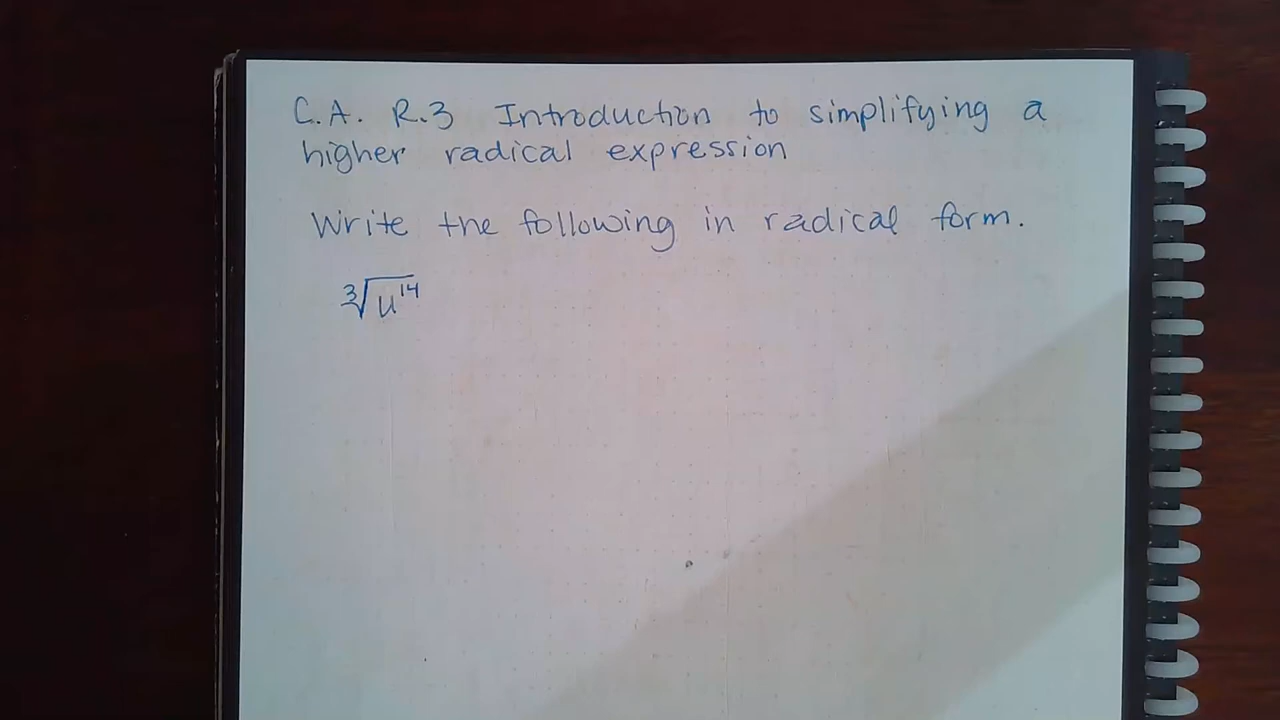 C.A. R.3 Introduction to simplifying a
higher radical expression
Write the following in radical form.
∛u¹⁴